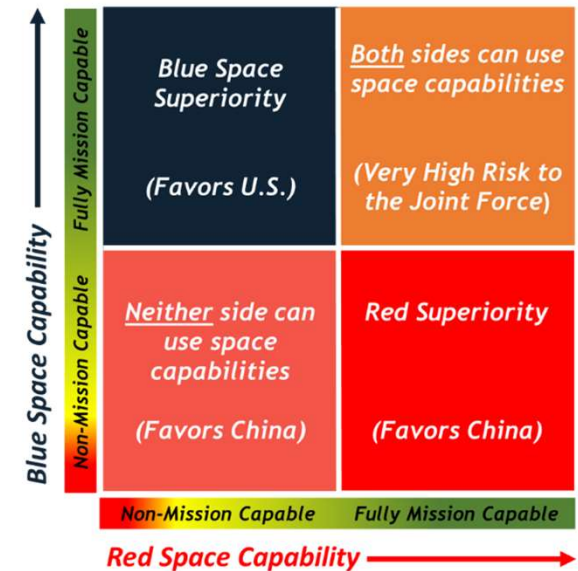 Blue Space
Superiority
(Favors U.S.)
Both sides can use
space capabilities
(Very High Risk to
the Joint Force)
Neither side can
use space
capabilities
(Favors China)
Red Superiority
(Favors China)
Blue Space Capability
Fully Mission Capable
Non-Mission Capable
Non-Mission Capable
Fully Mission Capable
Red Space Capability